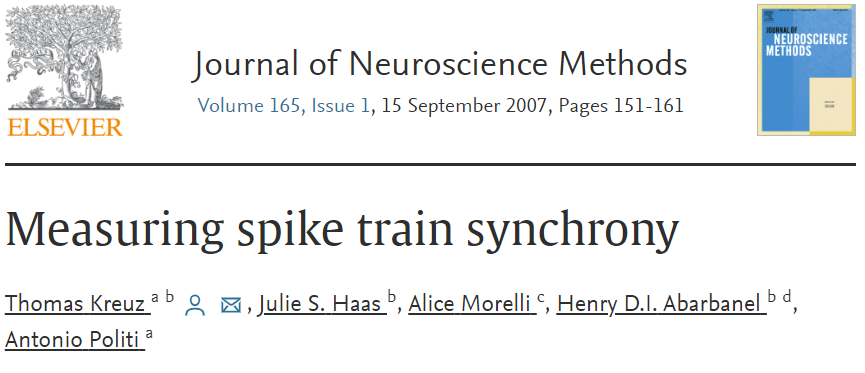 Journal of Neuroscience Methods
Volume 165, Issue 1, 15 September 2007, Pages 151-161
ELSEVIER
JOURNAL OF
NEUROSCIENCE
METHODS
Measuring spike train synchrony
Thomas Kreuz a b , Julie S. Haas b, Alice Morelli c, Henry D.I. Abarbanel b d,
Antonio Politi a